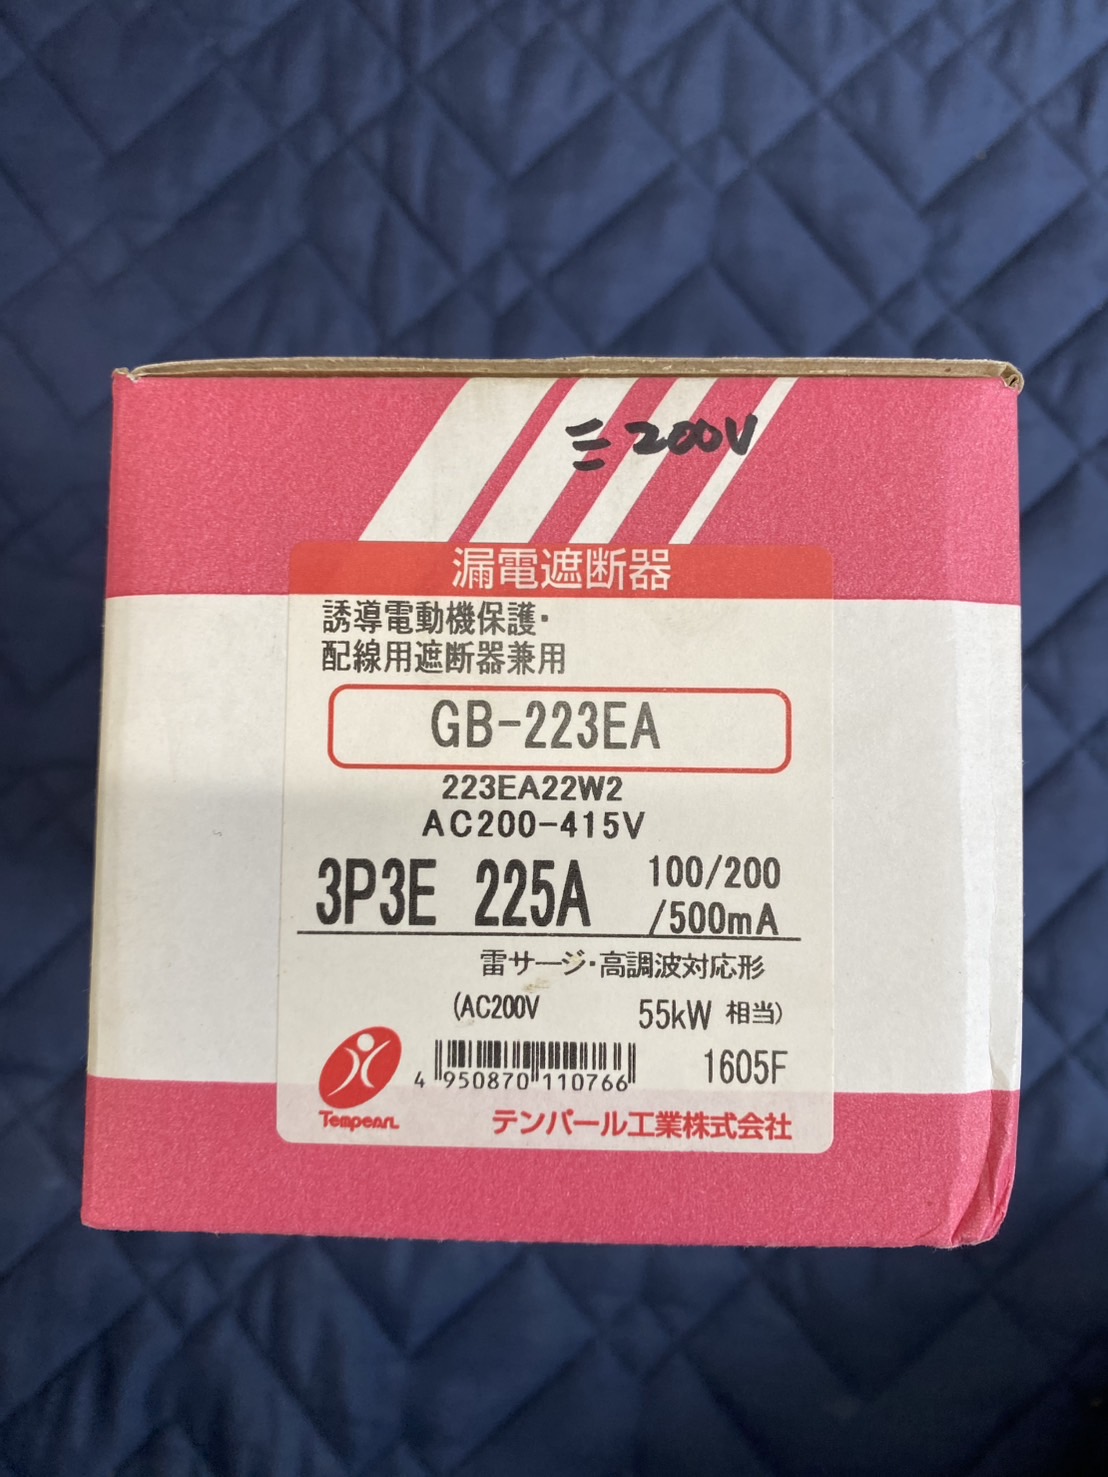 三200V
漏電遮断器
誘導電動機保護・
配線用遮断器兼用
GB-223EA
223EA22W2
AC200-415V
3P3E 225A 100/200
/500mA
雷サージ・高調波対応形
(AC200V 55kW 相当)
4 950870 110766
1605F
Tempearl
テンパール工業株式会社